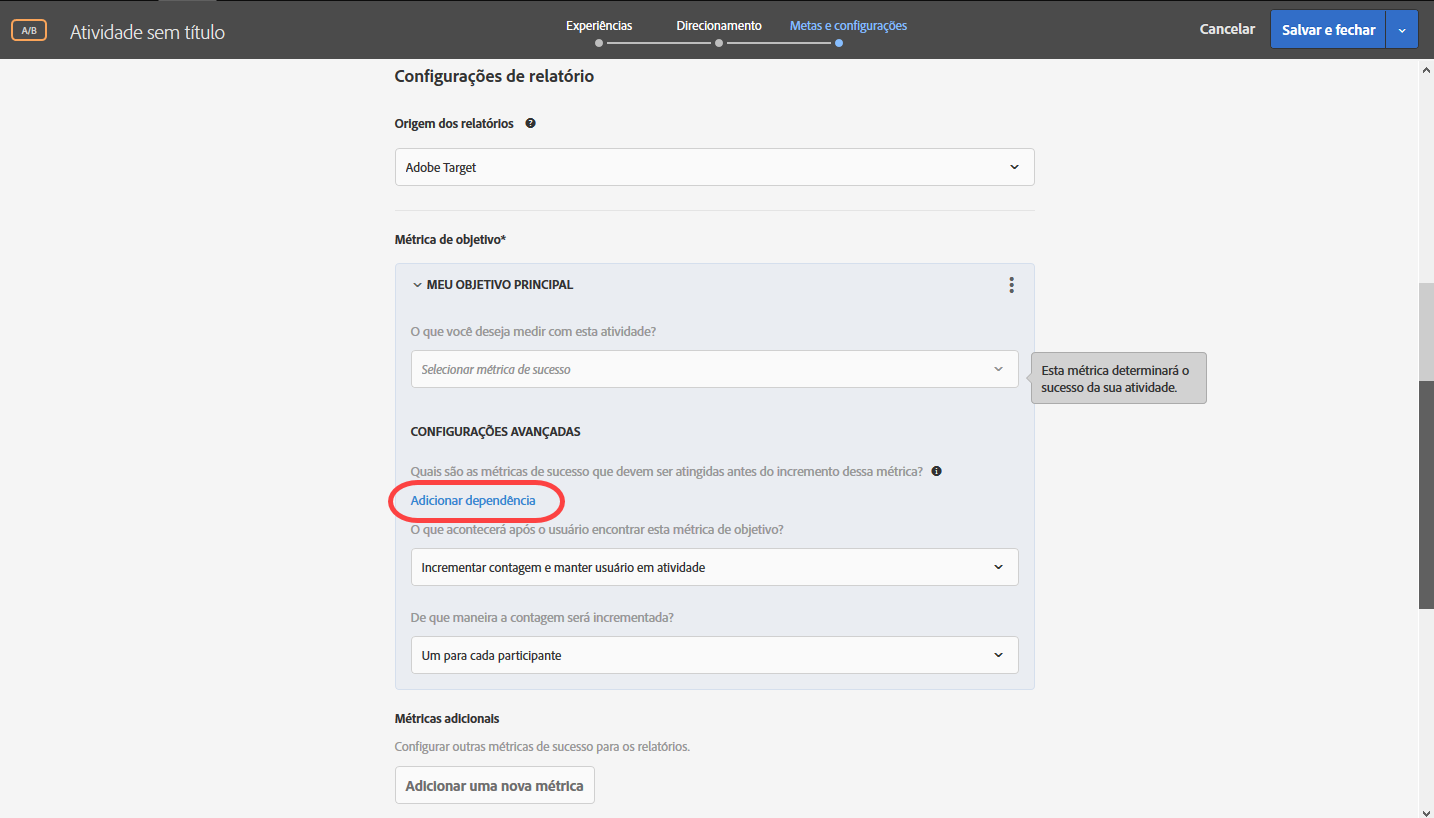 A/B
Atividade sem título
Experiências
Direcionamento
Metas e configurações
Cancelar
Salvar e fechar
Configurações de relatório
Origem dos relatórios
Adobe Target
Métrica de objetivo*
MEU OBJETIVO PRINCIPAL
O que você deseja medir com esta atividade?
Selecionar métrica de sucesso
Esta métrica determinará o
sucesso da sua atividade.
CONFIGURAÇÕES AVANÇADAS
Quais são as métricas de sucesso que devem ser atingidas antes do incremento dessa métrica?
Adicionar dependência
O que acontecerá após o usuário encontrar esta métrica de objetivo?
Incrementar contagem e manter usuário em atividade
De que maneira a contagem será incrementada?
Um para cada participante
Métricas adicionais
Configurar outras métricas de sucesso para os relatórios.
Adicionar uma nova métrica